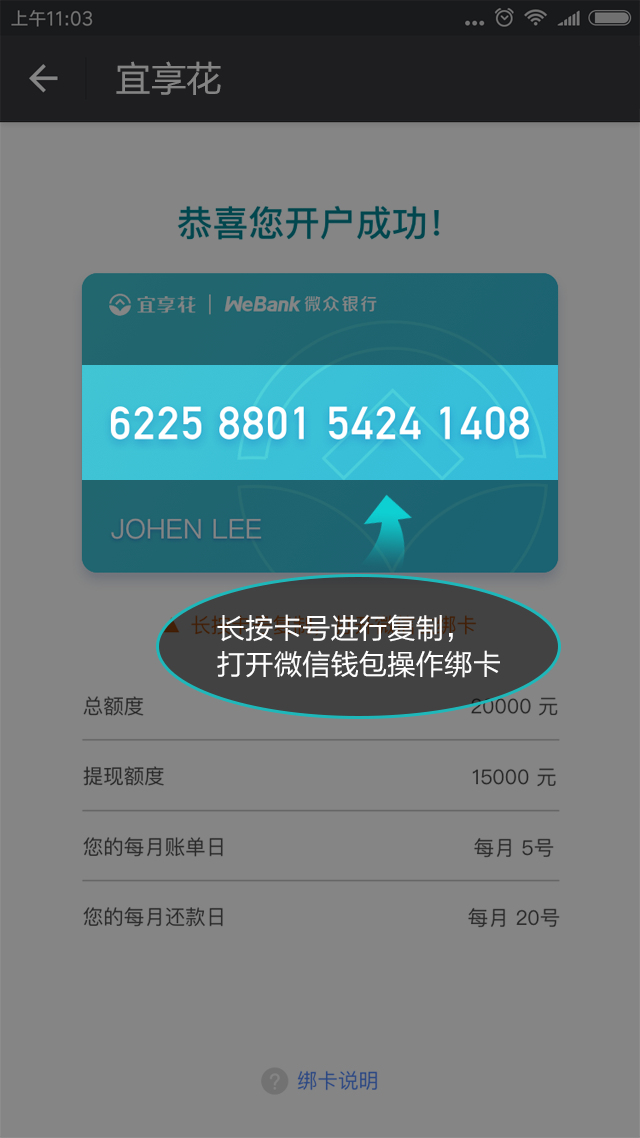 上午11:03
宜享花
恭喜您开户成功!
宜享花 | WeBank 微众银行
6225 8801 5424 1408
JOHEN LEE
长按卡号进行复制,
打开微信钱包操作绑卡
总额度 20000 元
提现额度 15000 元
您的每月账单日 每月 5号
您的每月还款日 每月 20号
? 绑卡说明